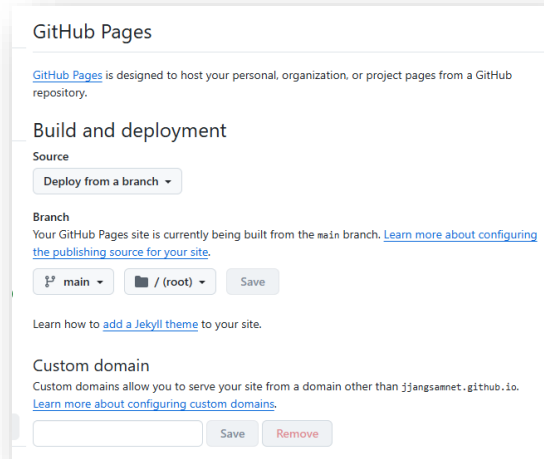 GitHub Pages
GitHub Pages is designed to host your personal, organization, or project pages from a GitHub
repository.
Build and deployment
Source
Deploy from a branch
Branch
Your GitHub Pages site is currently being built from the main branch. Learn more about configuring
the publishing source for your site.
main / (root) Save
Learn how to add a Jekyll theme to your site.
Custom domain
Custom domains allow you to serve your site from a domain other than jjangsamnet.github.io.
Learn more about configuring custom domains.
Save Remove